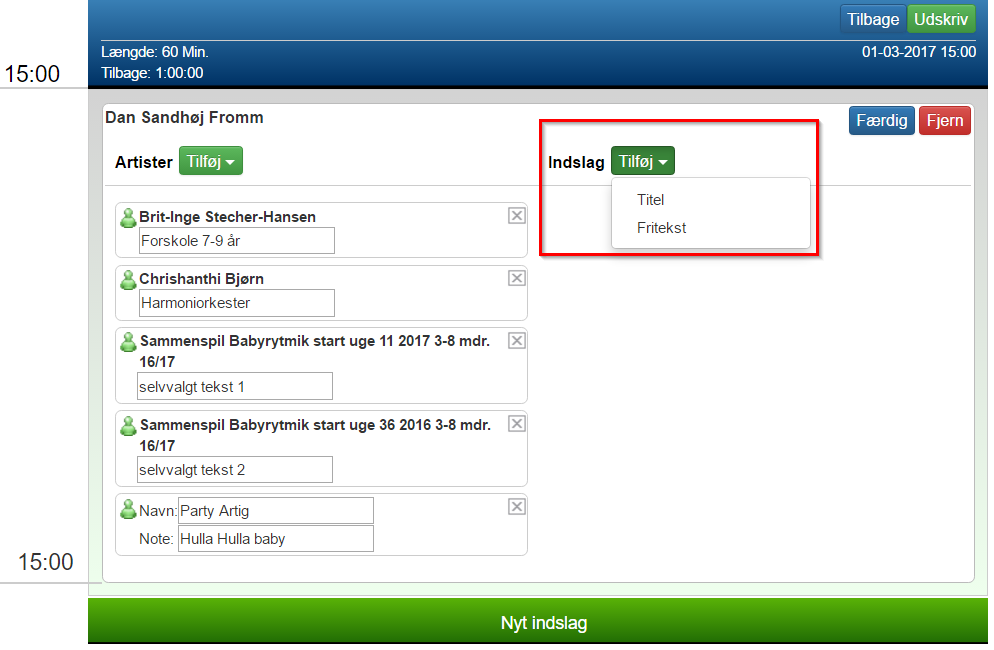 Tilbage Udskriv
Længde: 60 Min. 01-03-2017 15:00
Tilbage: 1:00:00
15:00
Dan Sandhøj Fromm Færdig Fjern
Artister Tilføj Indslag Tilføj
Titel
Fritekst
Brit-Inge Stecher-Hansen
Forskole 7-9 år
Chrishanthi Bjørn
Harmoniorkester
Sammenspil Babyrytmik start uge 11 2017 3-8 mdr.
16/17
selvvalgt tekst 1
Sammenspil Babyrytmik start uge 36 2016 3-8 mdr.
16/17
selvvalgt tekst 2
Navn: Party Artig
Note: Hulla Hulla baby
15:00
Nyt indslag